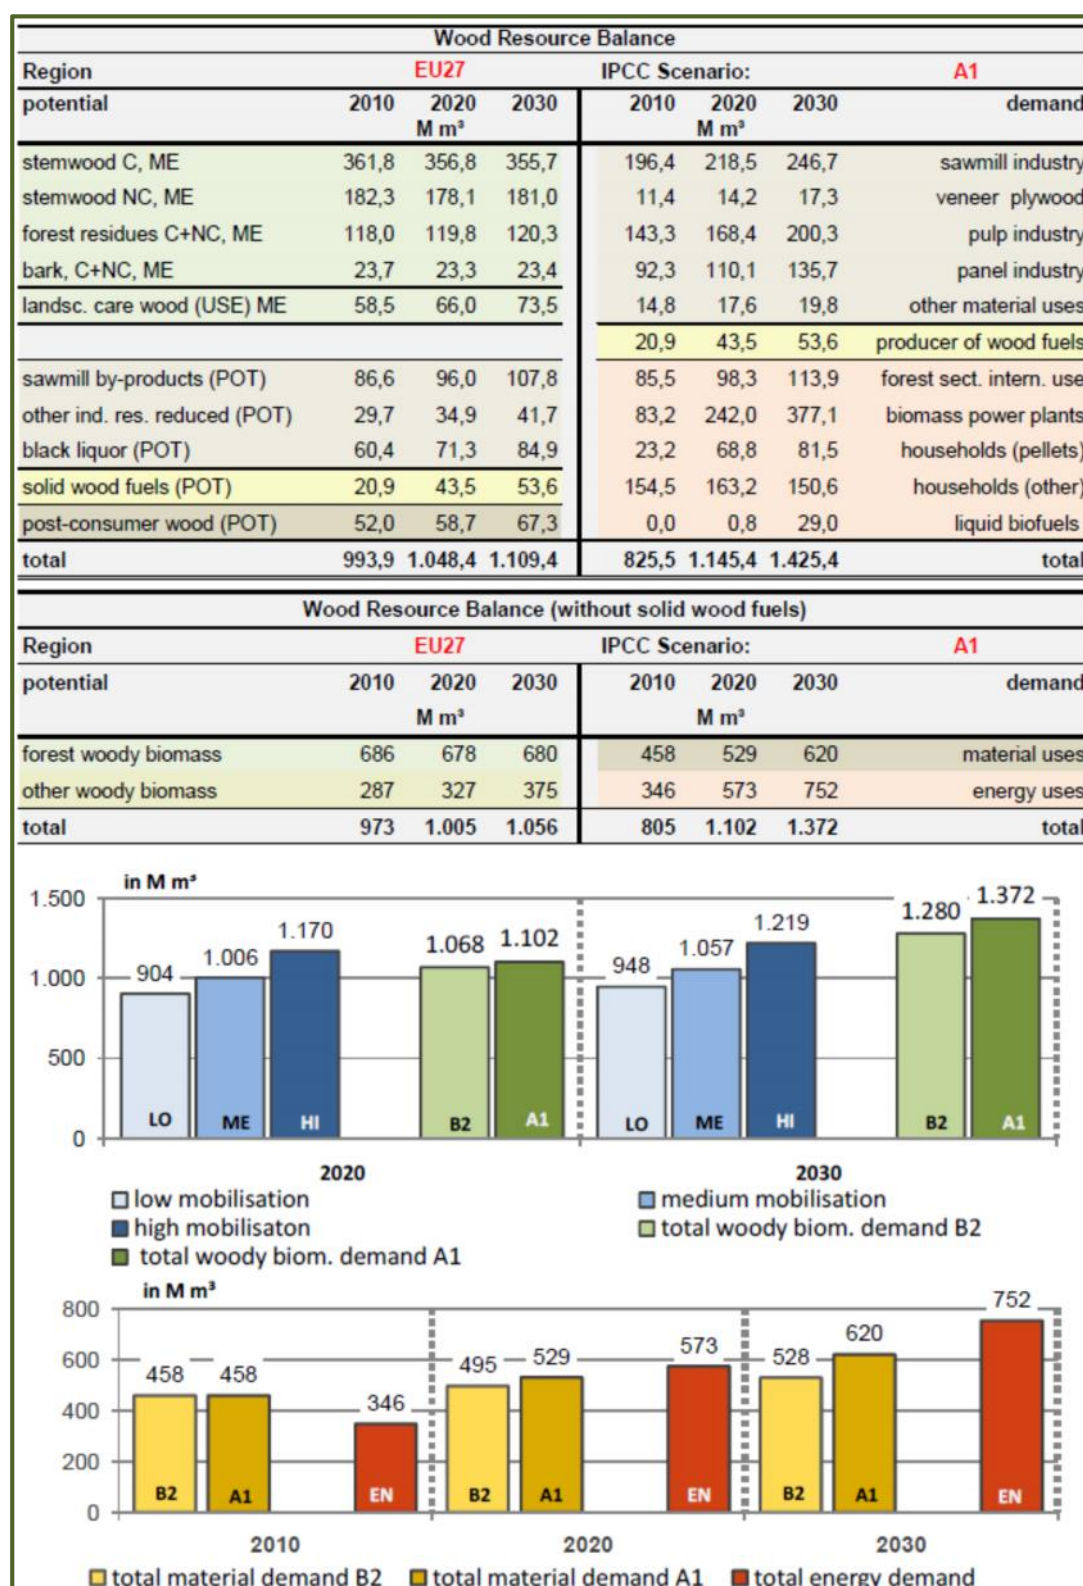 Wood Resource Balance
Region EU27 IPCC Scenario: A1
potential 2010 2020 2030 2010 2020 2030 demand
M m³ M m³
stemwood C, ME 361,8 356,8 355,7 196,4 218,5 246,7 sawmill industry
stemwood NC, ME 182,3 178,1 181,0 11,4 14,2 17,3 veneer plywood
forest residues C+NC, ME 118,0 119,8 120,3 143,3 168,4 200,3 pulp industry
bark, C+NC, ME 23,7 23,3 23,4 92,3 110,1 135,7 panel industry
landsc. care wood (USE) ME 58,5 66,0 73,5 14,8 17,6 19,8 other material uses
20,9 43,5 53,6 producer of wood fuels
sawmill by-products (POT) 86,6 96,0 107,8 85,5 98,3 113,9 forest sect. intern. use
other ind. res. reduced (POT) 29,7 34,9 41,7 83,2 242,0 377,1 biomass power plants
black liquor (POT) 60,4 71,3 84,9 23,2 68,8 81,5 households (pellets)
solid wood fuels (POT) 20,9 43,5 53,6 154,5 163,2 150,6 households (other)
post-consumer wood (POT) 52,0 58,7 67,3 0,0 0,8 29,0 liquid biofuels
total 993,9 1.048,4 1.109,4 825,5 1.145,4 1.425,4 total
Wood Resource Balance (without solid wood fuels)
Region EU27 IPCC Scenario: A1
potential 2010 2020 2030 2010 2020 2030 demand
M m³ M m³
forest woody biomass 686 678 680 458 529 620 material uses
other woody biomass 287 327 375 346 573 752 energy uses
total 973 1.005 1.056 805 1.102 1.372 total
in M m³
1.500
1.000
500
0
904 1.006 1.170 1.068 1.102 948 1.057 1.219 1.280 1.372
LO ME HI B2 A1 LO ME HI B2 A1
2020 2030
low mobilisation medium mobilisation
high mobilisaton total woody biom. demand B2
total woody biom. demand A1
in M m³
800
600
400
200
0
458 458 346 495 529 573 528 620 752
B2 A1 EN B2 A1 EN B2 A1 EN
2010 2020 2030
total material demand B2 total material demand A1 total energy demand